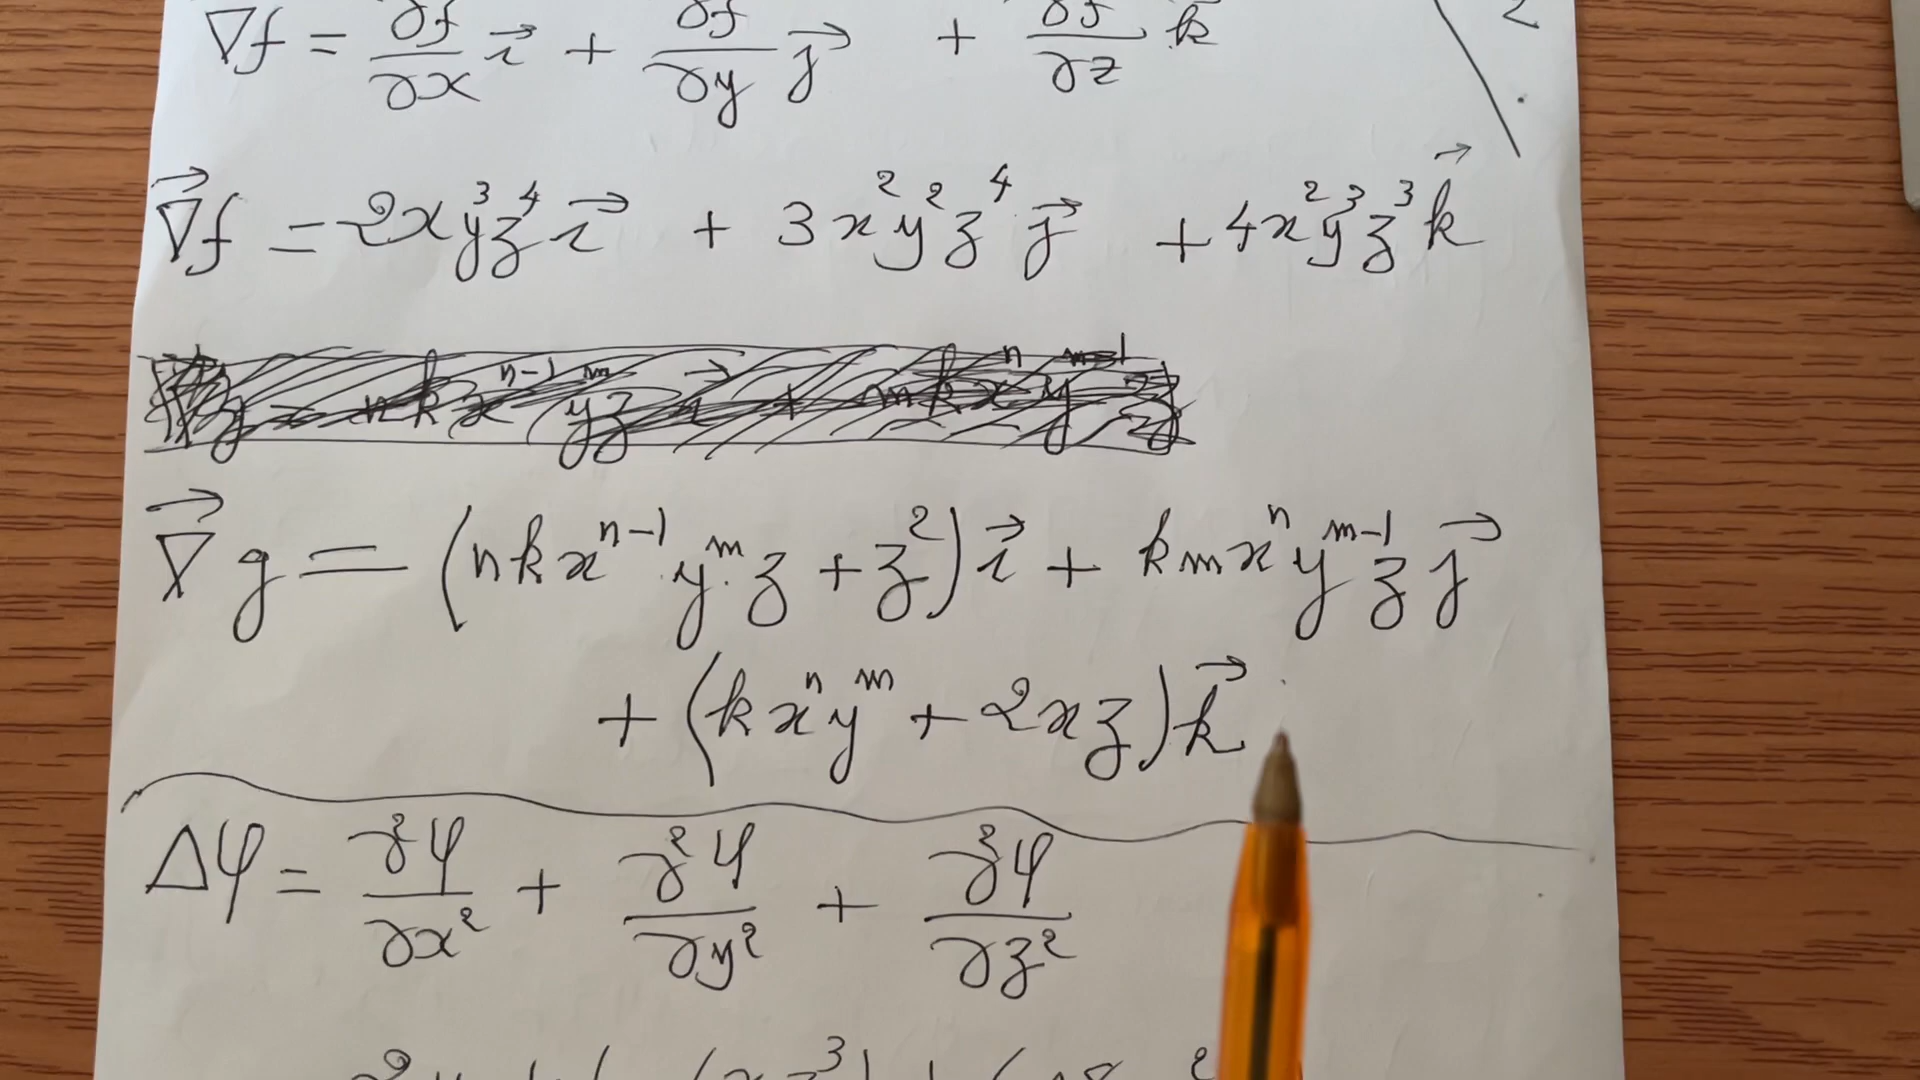 ∇f = ∂f/∂x i⃗ + ∂f/∂y j⃗ + ∂f/∂z k⃗
∇⃗f = 2xy³z⁴ i⃗ + 3x²y²z⁴ j⃗ + 4x²y³z³ k⃗
∇⃗g = (nkxⁿ⁻¹yᵐz + z²) i⃗ + kmxⁿyᵐ⁻¹z j⃗
+ (kxⁿyᵐ + 2xz) k⃗
Δφ = ∂²φ/∂x² + ∂²φ/∂y² + ∂²φ/∂z²